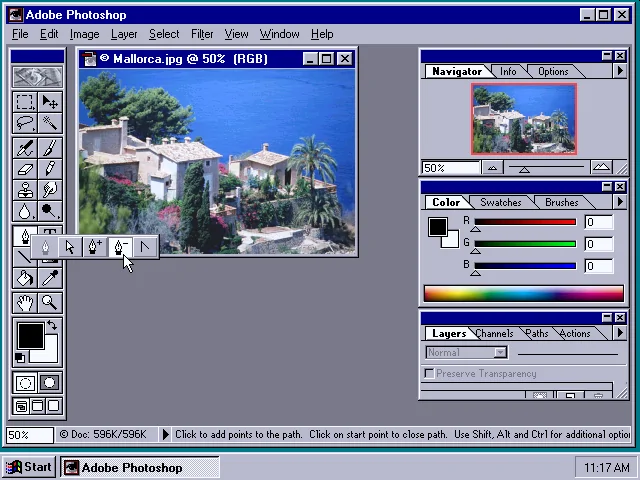 Adobe Photoshop
File Edit Image Layer Select Filter View Window Help
© Mallorca.jpg @ 50% (RGB)
Navigator Info Options
50%
Color Swatches Brushes
R 0
G 0
B 0
Layers Channels Paths Actions
Normal
Preserve Transparency
50% © Doc: 596K/596K Click to add points to the path. Click on start point to close path. Use Shift, Alt and Ctrl for additional optio
Start Adobe Photoshop 11:17 AM